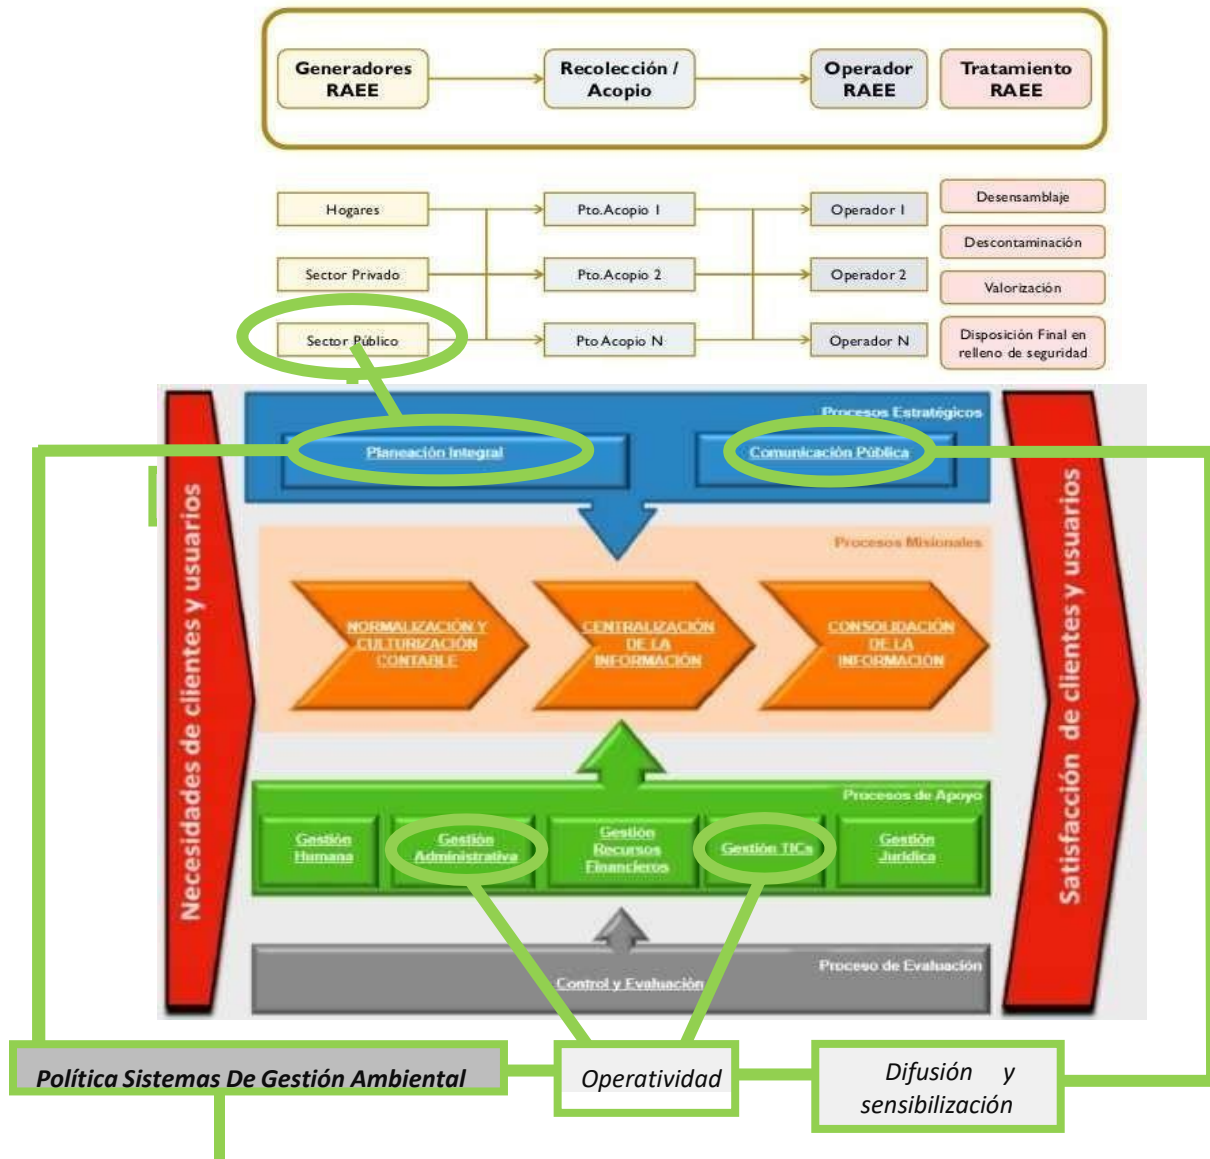 Generadores
RAEE
Recolección /
Acopio
Operador
RAEE
Tratamiento
RAEE
Hogares
Pto.Acopio 1
Operador 1
Desensamblaje
Descontaminación
Sector Privado
Pto.Acopio 2
Operador 2
Valorización
Sector Público
Pto Acopio N
Operador N
Disposición Final en
relleno de seguridad
Necesidades de clientes y usuarios
Procesos Estratégicos
Planeación Integral
Comunicación Pública
Procesos Misionales
NORMALIZACIÓN Y
CULTURIZACIÓN
CONTABLE
CENTRALIZACIÓN
DE LA
INFORMACIÓN
CONSOLIDACIÓN
DE LA
INFORMACIÓN
Procesos de Apoyo
Gestión
Humana
Gestión
Administrativa
Gestión
Recursos
Financieros
Gestión TICs
Gestión
Jurídica
Proceso de Evaluación
Control y Evaluación
Satisfacción de clientes y usuarios
Política Sistemas De Gestión Ambiental
Operatividad
Difusión y
sensibilización